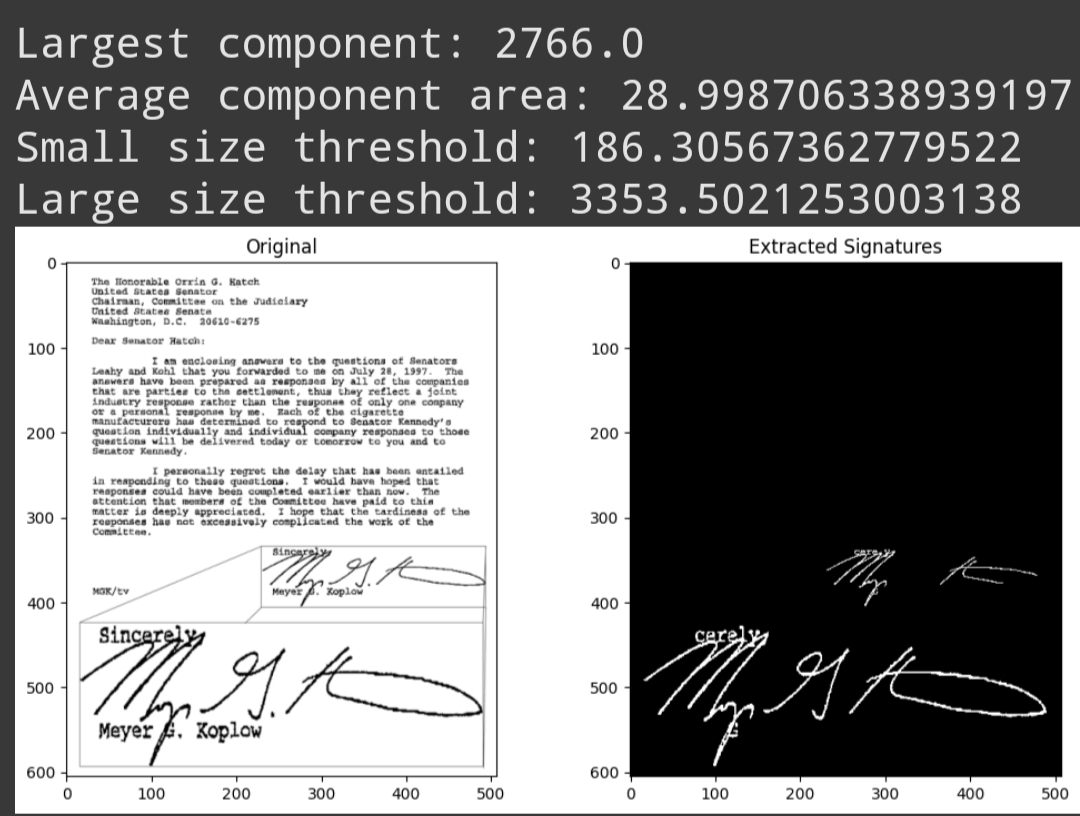 Largest component: 2766.0
Average component area: 28.998706338939197
Small size threshold: 186.30567362779522
Large size threshold: 3353.5021253003138
Original
0
100
200
300
400
500
600
0 100 200 300 400 500
The Honorable Orrin G. Hatch
United States Senator
Chairman, Committee on the Judiciary
United States Senate
Washington, D.C. 20610-6275
Dear Senator Hatch:
I am enclosing answers to the questions of Senators
Leahy and Kohl that you forwarded to me on July 28, 1997. The
answers have been prepared as responses by all of the companies
that are parties to the settlement, thus they reflect a joint
industry response rather than the response of only one company
or a personal response by me. Each of the cigarette
manufacturers has determined to respond to Senator Kennedy's
question individually and individual company responses to those
questions will be delivered today or tomorrow to you and to
Senator Kennedy.
I personally regret the delay that has been entailed
in responding to these questions. I would have hoped that
responses could have been completed earlier than now. The
attention that members of the Committee have paid to this
matter is deeply appreciated. I hope that the tardiness of the
responses has not excessively complicated the work of the
Committee.
Sincerely,
MGK/tv
Meyer G. Koplow
Sincerely,
Meyer G. Koplow
Extracted Signatures
0
100
200
300
400
500
600
0 100 200 300 400 500
cerely,
cerely,
G